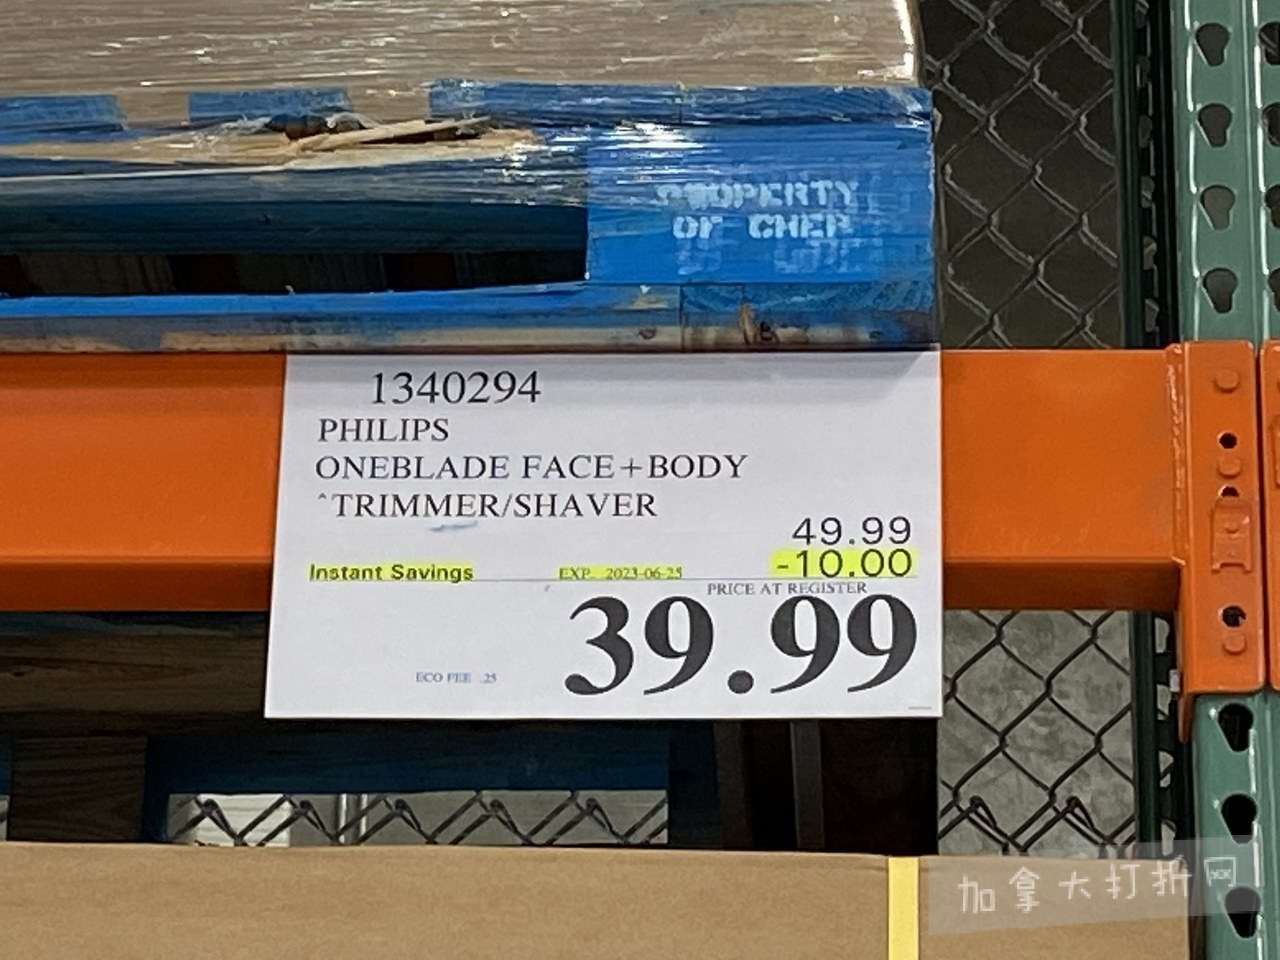 PROPERTY
OF CHEP
1340294
PHILIPS
ONEBLADE FACE+BODY
^TRIMMER/SHAVER
49.99
Instant Savings EXP. 2023-06-25 -10.00
PRICE AT REGISTER
39.99
ECO FEE .25
加拿大打折网